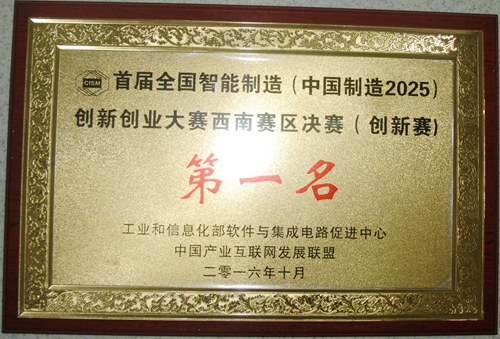 CISM 首届全国智能制造（中国制造2025）
创新创业大赛西南赛区决赛（创新赛）
第一名
工业和信息化部软件与集成电路促进中心
中国产业互联网发展联盟
二零一六年十月